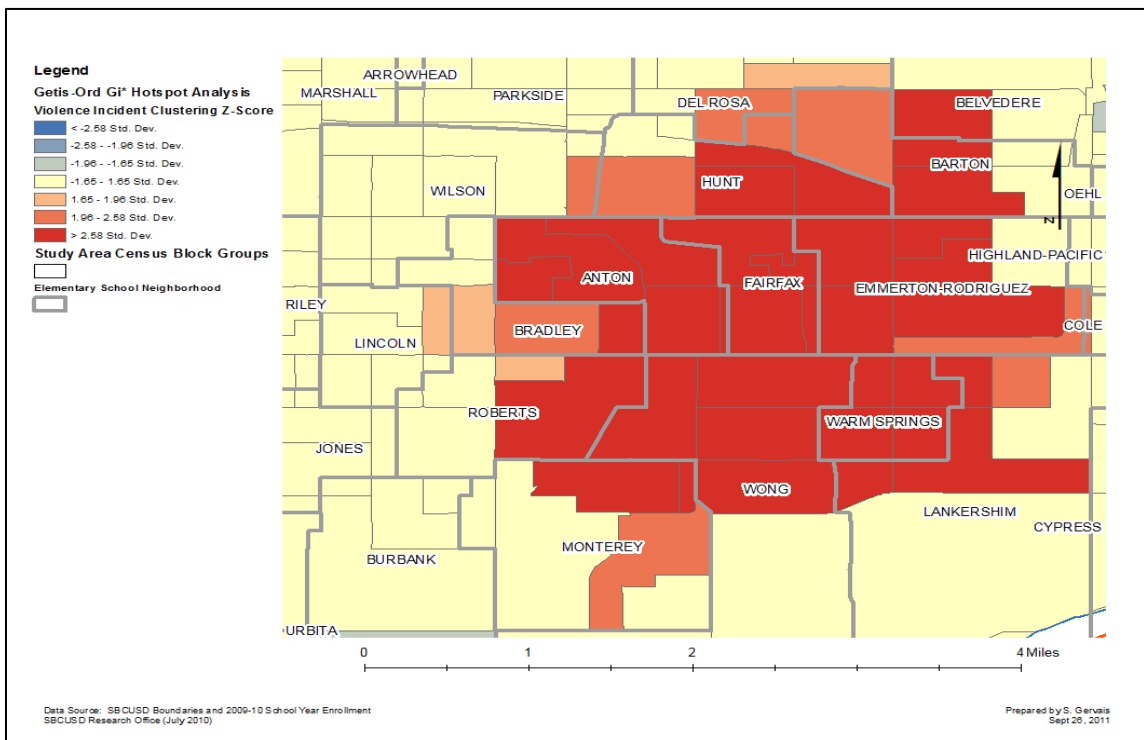 Legend
Getis-Ord Gi* Hotspot Analysis
Violence Incident Clustering Z-Score
< -2.58 Std. Dev.
-2.58 - -1.96 Std. Dev.
-1.96 - -1.65 Std. Dev.
-1.65 - 1.65 Std. Dev.
1.65 - 1.96 Std. Dev.
1.96 - 2.58 Std. Dev.
> 2.58 Std. Dev.
Study Area Census Block Groups
Elementary School Neighborhood
ARROWHEAD
MARSHALL
PARKSIDE
DEL ROSA
BELVEDERE
BARTON
HUNT
WILSON
OEHL
N
HIGHLAND-PACIFIC
ANTON
FAIRFAX
EMMERTON-RODRIGUEZ
RILEY
COLE
BRADLEY
LINCOLN
ROBERTS
WARM SPRINGS
JONES
WONG
LANKERSHIM
CYPRESS
MONTEREY
BURBANK
URBITA
0 1 2 4 Miles
Data Source: SBCUSD Boundaries and 2009-10 School Year Enrollment
SBCUSD Research Office (July 2010)
Prepared by S. Gervais
Sept 26, 2011